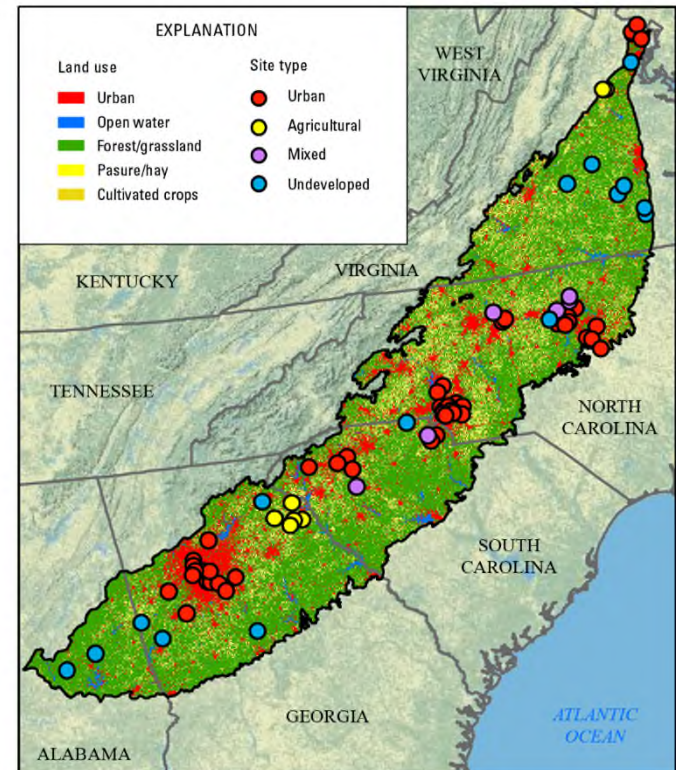 EXPLANATION
Land use
Urban
Open water
Forest/grassland
Pasure/hay
Cultivated crops
Site type
Urban
Agricultural
Mixed
Undeveloped
WEST
VIRGINIA
KENTUCKY
VIRGINIA
TENNESSEE
NORTH
CAROLINA
SOUTH
CAROLINA
GEORGIA
ALABAMA
ATLANTIC
OCEAN